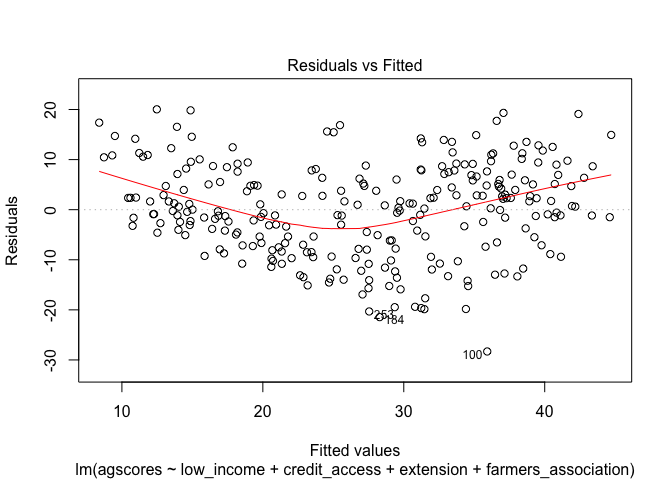 Residuals vs Fitted
Residuals
20
10
0
-10
-20
-30
253
184
100
10 20 30 40
Fitted values
lm(agscores ~ low_income + credit_access + extension + farmers_association)